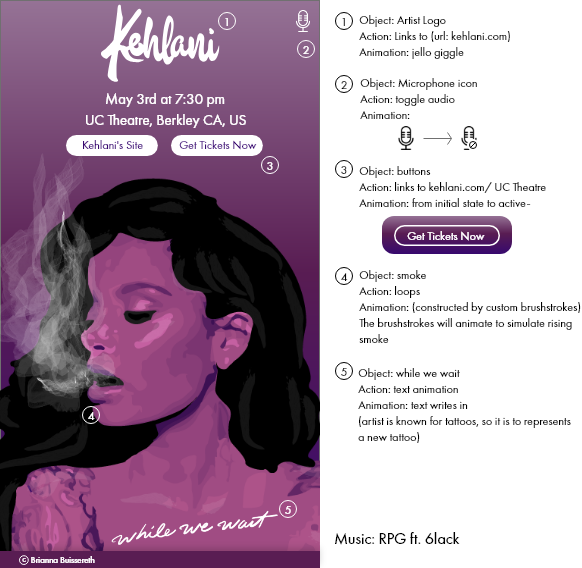 Kehlani
1
2
May 3rd at 7:30 pm
UC Theatre, Berkley CA, US
Kehlani's Site
Get Tickets Now
3
4
while we wait
5
© Brianna Buisserath
1 Object: Artist Logo
Action: Links to (url: kehlani.com)
Animation: jello giggle
2 Object: Microphone icon
Action: toggle audio
Animation:
3 Object: buttons
Action: links to kehlani.com/ UC Theatre
Animation: from initial state to active-
Get Tickets Now
4 Object: smoke
Action: loops
Animation: (constructed by custom brushstrokes)
The brushstrokes will animate to simulate rising
smoke
5 Object: while we wait
Action: text animation
Animation: text writes in
(artist is known for tattoos, so it is to represents
a new tattoo)
Music: RPG ft. 6lack